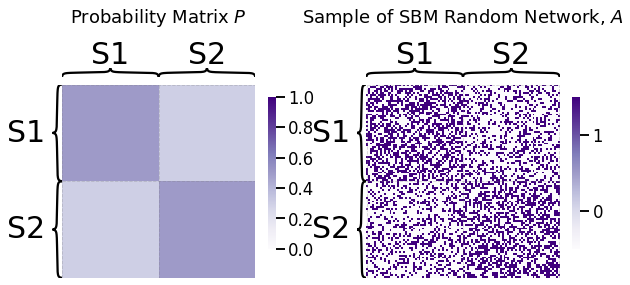 Probability Matrix P
S1 S2
S1
S2
1.0
0.8
0.6
0.4
0.2
0.0
Sample of SBM Random Network, A
S1 S2
S1
S2
1
0